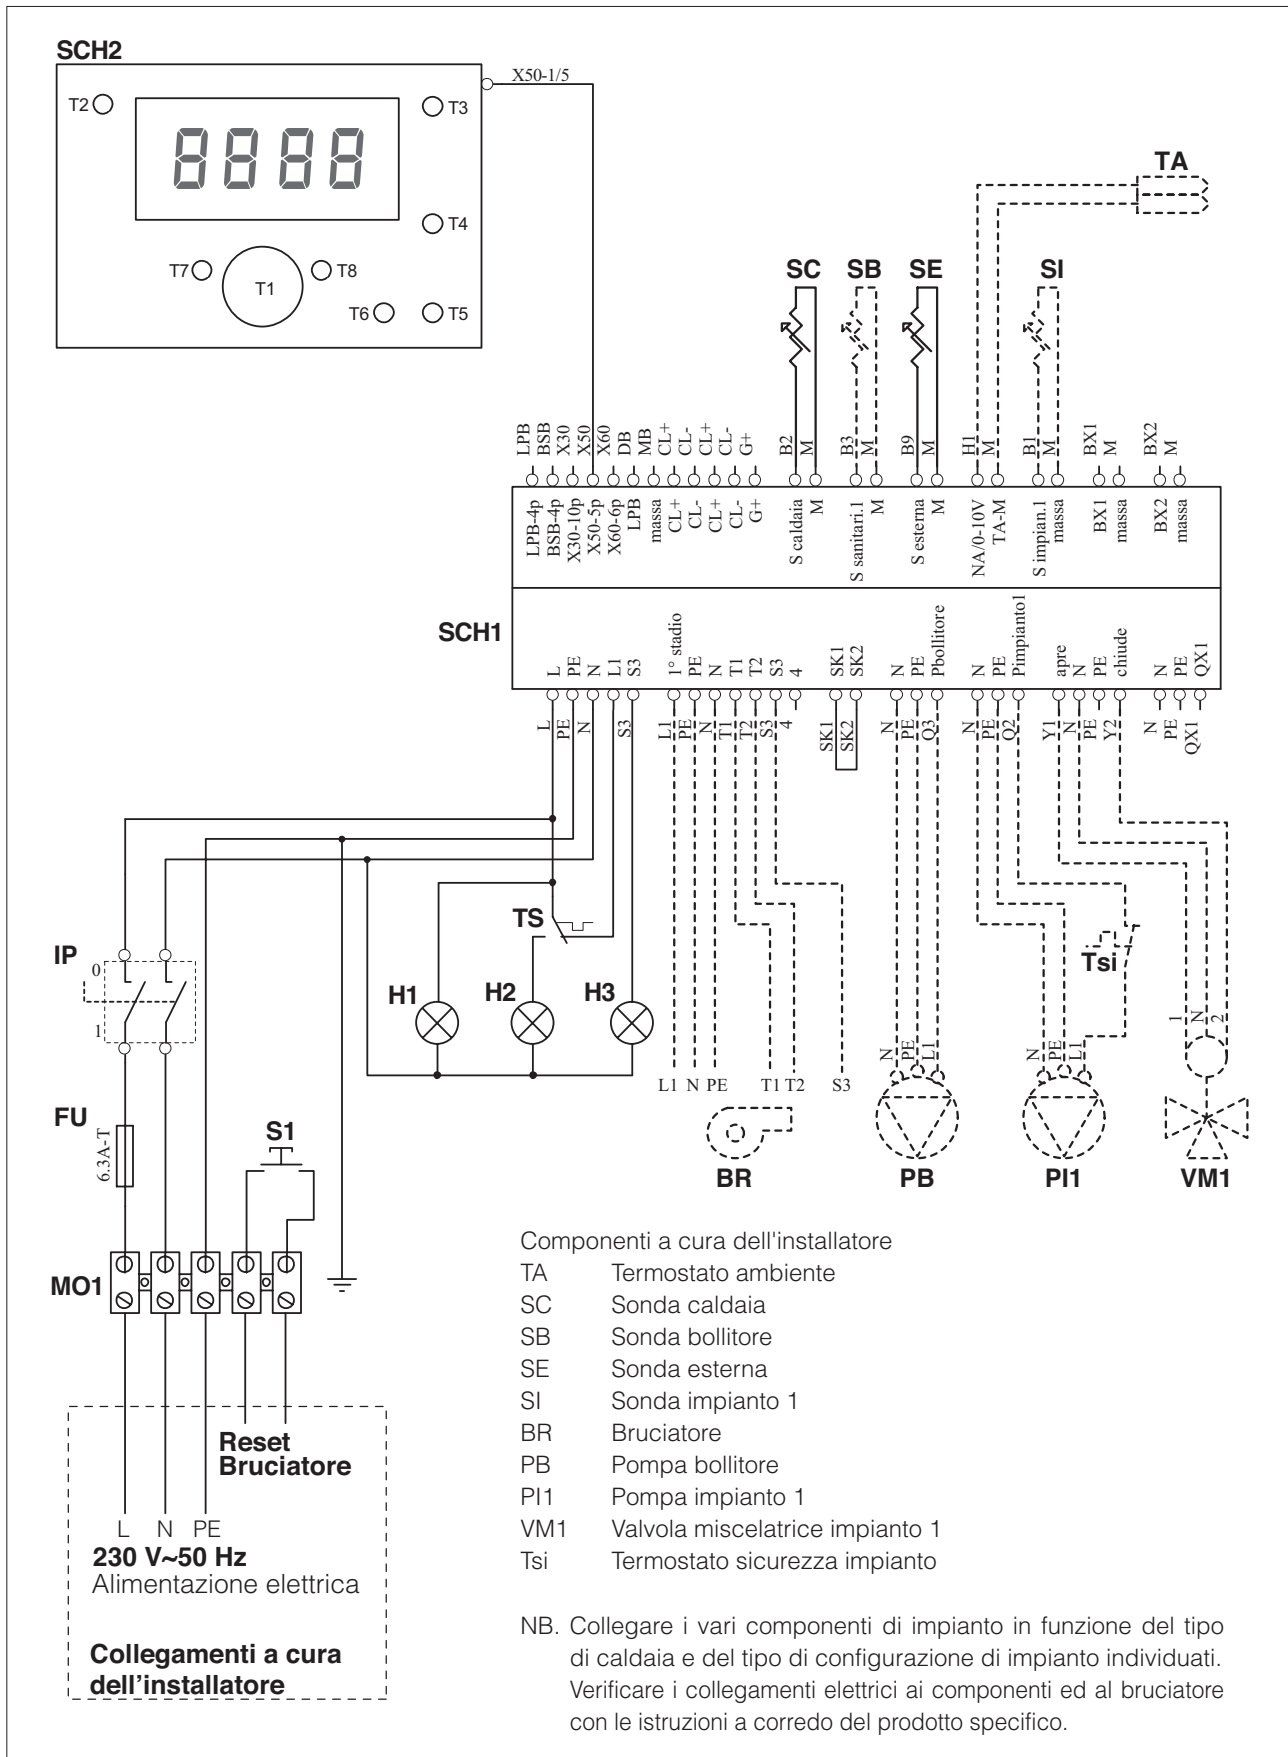 SCH2
X50-1/5
T2
T3
T4
T7
T8
T1
T6
T5
TA
SC
SB
SE
SI
LPB
BSB
X30
X50
X60
DB
MB
CL+
CL-
CL+
CL-
G+
B2
M
B3
M
B9
M
H1
M
B1
M
BX1
M
BX2
M
LPB-4p
BSB-4p
X30-10p
X50-5p
X60-6p
LPB
massa
CL+
CL-
CL+
CL-
G+
S caldaia
M
S sanitari.1
M
S esterna
M
NA/0-10V
TA-M
S impian.1
massa
BX1
massa
BX2
massa
SCH1
L
PE
N
L1
S3
1° stadio
PE
N
T1
T2
S3
4
SK1
SK2
N
PE
Pbollitore
N
PE
Pimpianto1
apre
N
PE
chiude
N
PE
QX1
L
PE
N
S3
L1
PE
N
T1
T2
S3
4
SK1
SK2
N
PE
Q3
N
PE
Q2
Y1
N
PE
Y2
N
PE
QX1
TS
IP
0
1
H1
H2
H3
Tsi
1
N
2
N
PE
L1
N
PE
L1
L1 N PE
T1 T2
S3
FU
6.3A-T
S1
BR
PB
PI1
VM1
MO1
Reset
Bruciatore
L N PE
230 V~50 Hz
Alimentazione elettrica
Collegamenti a cura
dell’installatore
Componenti a cura dell'installatore
TA Termostato ambiente
SC Sonda caldaia
SB Sonda bollitore
SE Sonda esterna
SI Sonda impianto 1
BR Bruciatore
PB Pompa bollitore
PI1 Pompa impianto 1
VM1 Valvola miscelatrice impianto 1
Tsi Termostato sicurezza impianto
NB. Collegare i vari componenti di impianto in funzione del tipo
di caldaia e del tipo di configurazione di impianto individuati.
Verificare i collegamenti elettrici ai componenti ed al bruciatore
con le istruzioni a corredo del prodotto specifico.